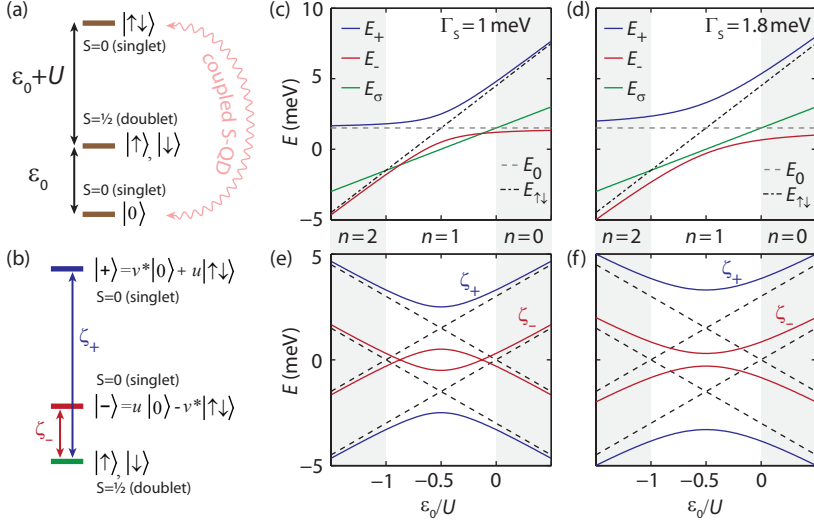 (a)
|↑↓⟩
S=0 (singlet)
ε₀+U
coupled S-QD
S=½ (doublet)
|↑⟩, |↓⟩
ε₀
S=0 (singlet)
|0⟩
(b)
|+⟩=v*|0⟩+ u|↑↓⟩
S=0 (singlet)
ζ₊
S=0 (singlet)
|-⟩=u |0⟩-v*|↑↓⟩
ζ₋
|↑⟩, |↓⟩
S=½ (doublet)
(c)
Γₛ = 1 meV
10
E₊
E₋
E_σ
5
E (meV)
0
-5
E₀
E↑↓
n=2 n=1 n=0
(d)
Γₛ = 1.8 meV
E₊
E₋
E_σ
E₀
E↑↓
n=2 n=1 n=0
(e)
5
ζ₊
ζ₋
E (meV)
0
-5
-1 -0.5 0
ε₀/U
(f)
ζ₊
ζ₋
-1 -0.5 0
ε₀/U